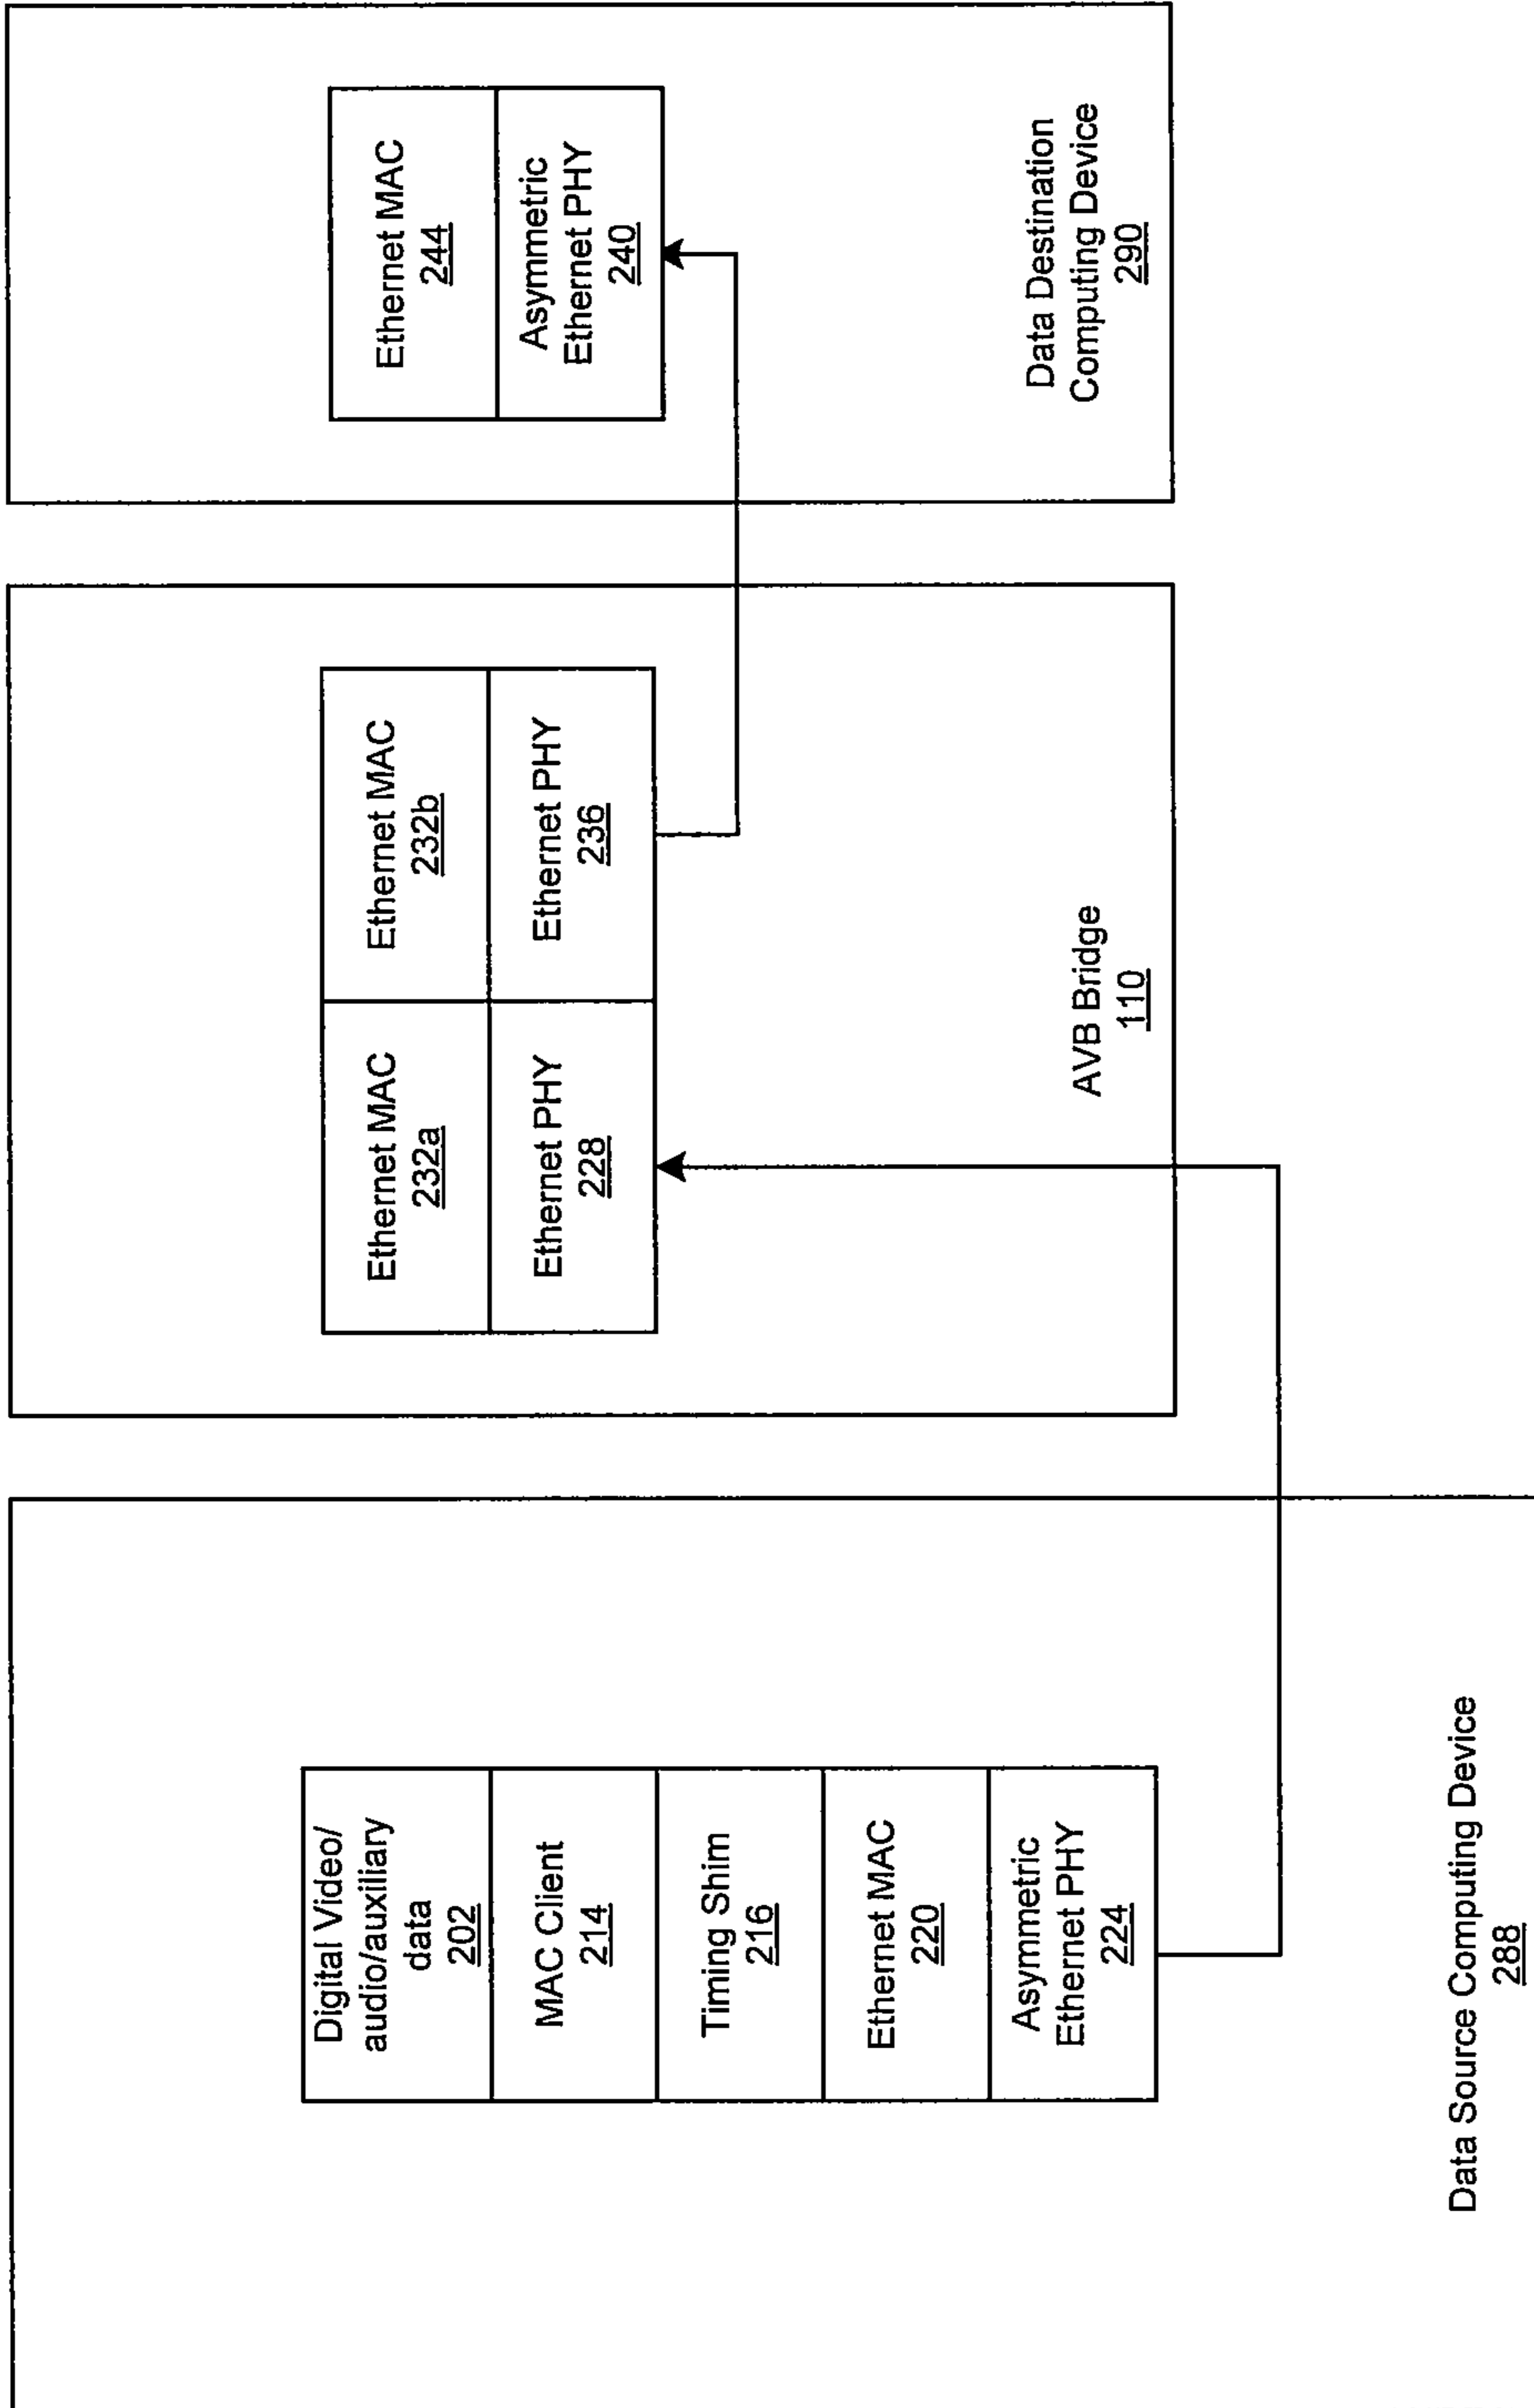 Digital Video/
audio/auxiliary
data
202
MAC Client
214
Timing Shim
216
Ethernet MAC
220
Asymmetric
Ethernet PHY
224
Data Source Computing Device
288
Ethernet MAC
232a
Ethernet MAC
232b
Ethernet PHY
228
Ethernet PHY
236
AVB Bridge
110
Ethernet MAC
244
Asymmetric
Ethernet PHY
240
Data Destination
Computing Device
290